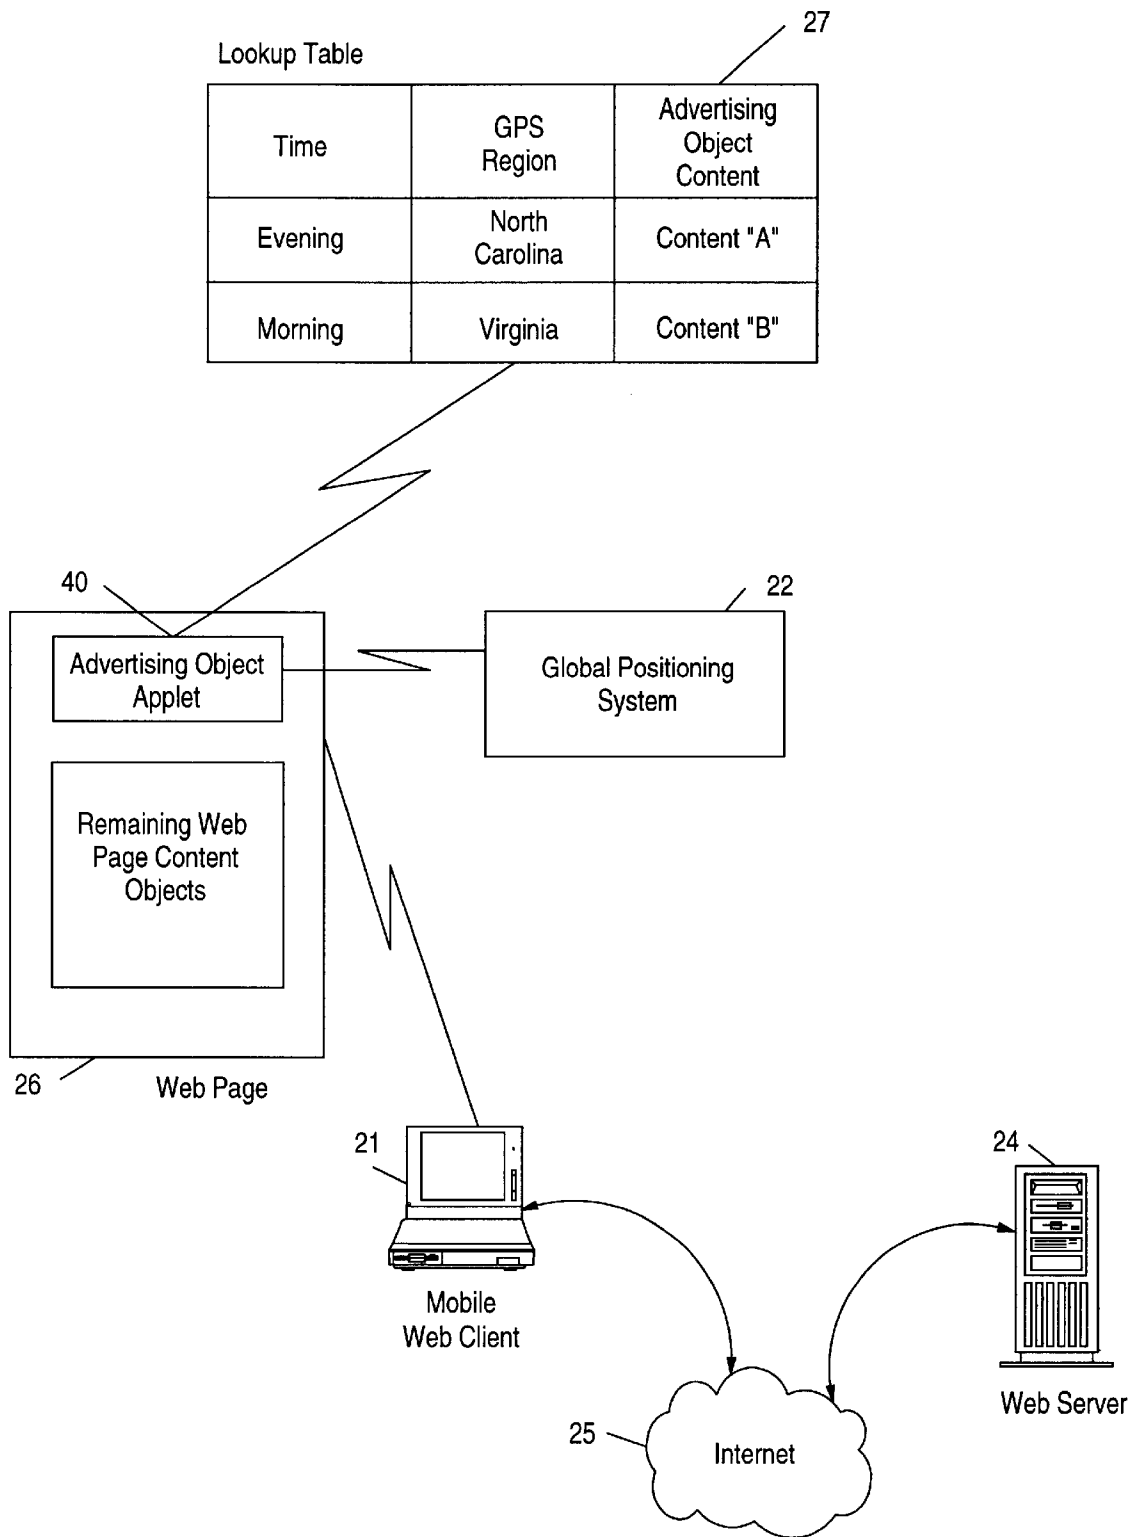 27
Lookup Table
Time
GPS
Region
Advertising
Object
Content
Evening
North
Carolina
Content "A"
Morning
Virginia
Content "B"
40
22
Advertising Object
Applet
Global Positioning
System
Remaining Web
Page Content
Objects
26
Web Page
21
24
Mobile
Web Client
Web Server
25
Internet